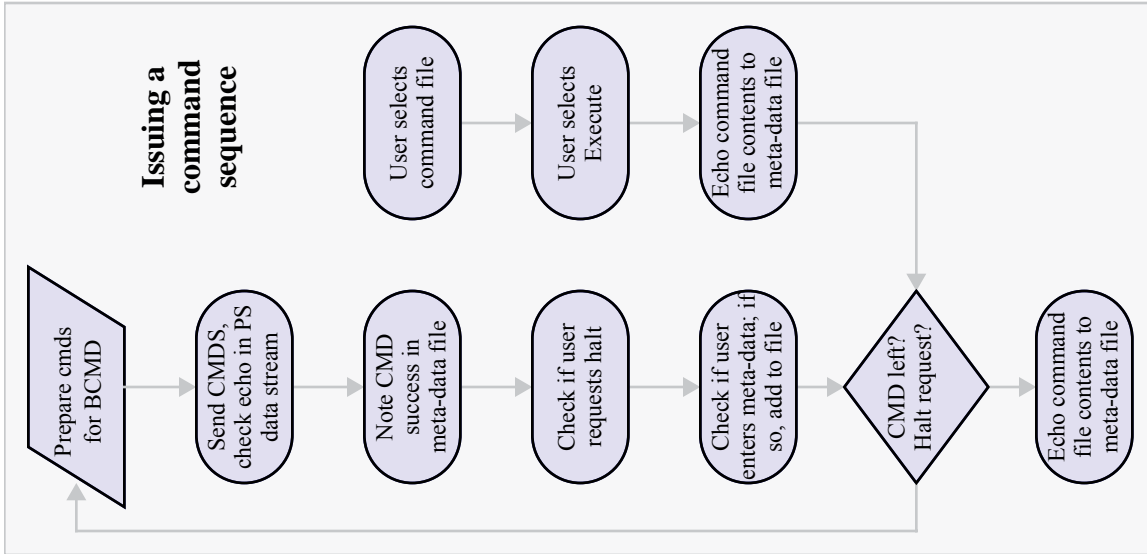 Issuing a
command
sequence
User selects
command file
User selects
Execute
Echo command
file contents to
meta-data file
Prepare cmds
for BCMD
Send CMDS,
check echo in PS
data stream
Note CMD
success in
meta-data file
Check if user
requests halt
Check if user
enters meta-data; if
so, add to file
CMD left?
Halt request?
Echo command
file contents to
meta-data file